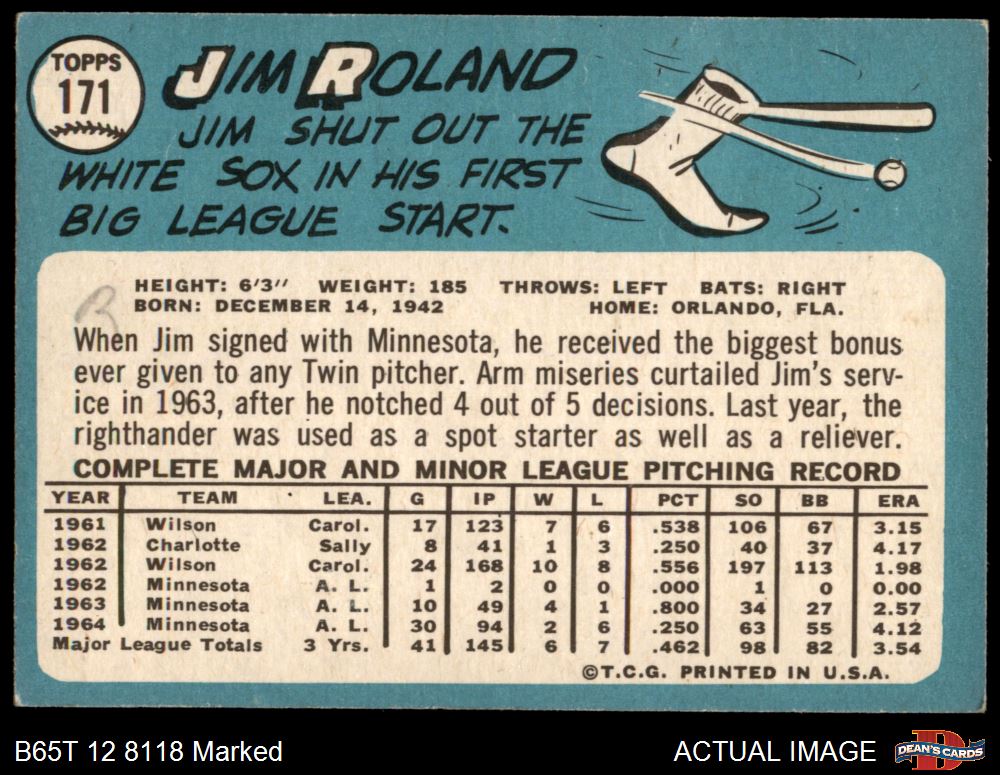 TOPPS
171
JIM ROLAND
JIM SHUT OUT THE
WHITE SOX IN HIS FIRST
BIG LEAGUE START.
HEIGHT: 6'3" WEIGHT: 185 THROWS: LEFT BATS: RIGHT
BORN: DECEMBER 14, 1942 HOME: ORLANDO, FLA.
When Jim signed with Minnesota, he received the biggest bonus
ever given to any Twin pitcher. Arm miseries curtailed Jim's serv-
ice in 1963, after he notched 4 out of 5 decisions. Last year, the
righthander was used as a spot starter as well as a reliever.
COMPLETE MAJOR AND MINOR LEAGUE PITCHING RECORD
YEAR TEAM LEA. G IP W L PCT SO BB ERA
1961 Wilson Carol. 17 123 7 6 .538 106 67 3.15
1962 Charlotte Sally 8 41 1 3 .250 40 37 4.17
1962 Wilson Carol. 24 168 10 8 .556 197 113 1.98
1962 Minnesota A. L. 1 2 0 0 .000 1 0 0.00
1963 Minnesota A. L. 10 49 4 1 .800 34 27 2.57
1964 Minnesota A. L. 30 94 2 6 .250 63 55 4.12
Major League Totals 3 Yrs. 41 145 6 7 .462 98 82 3.54
©T.C.G. PRINTED IN U.S.A.
B65T 12 8118 Marked ACTUAL IMAGE DEAN'S CARDS